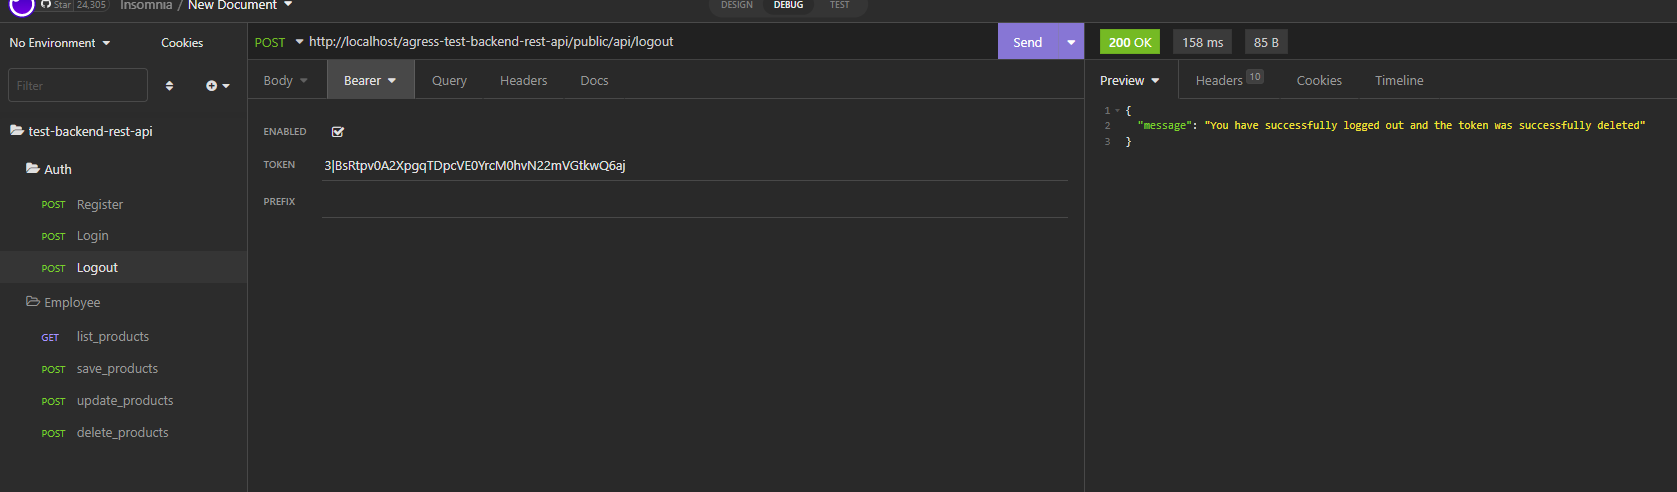 Star 24,305 Insomnia / New Document DESIGN DEBUG TEST
No Environment Cookies POST http://localhost/agress-test-backend-rest-api/public/api/logout Send 200 OK 158 ms 85 B
Filter Body Bearer Query Headers Docs Preview Headers 10 Cookies Timeline
1 {
2 "message": "You have successfully logged out and the token was successfully deleted"
3 }
ENABLED
TOKEN 3|BsRtpv0A2XpgqTDpcVE0YrcM0hvN22mVGtkwQ6aj
PREFIX
test-backend-rest-api
Auth
POST Register
POST Login
POST Logout
Employee
GET list_products
POST save_products
POST update_products
POST delete_products